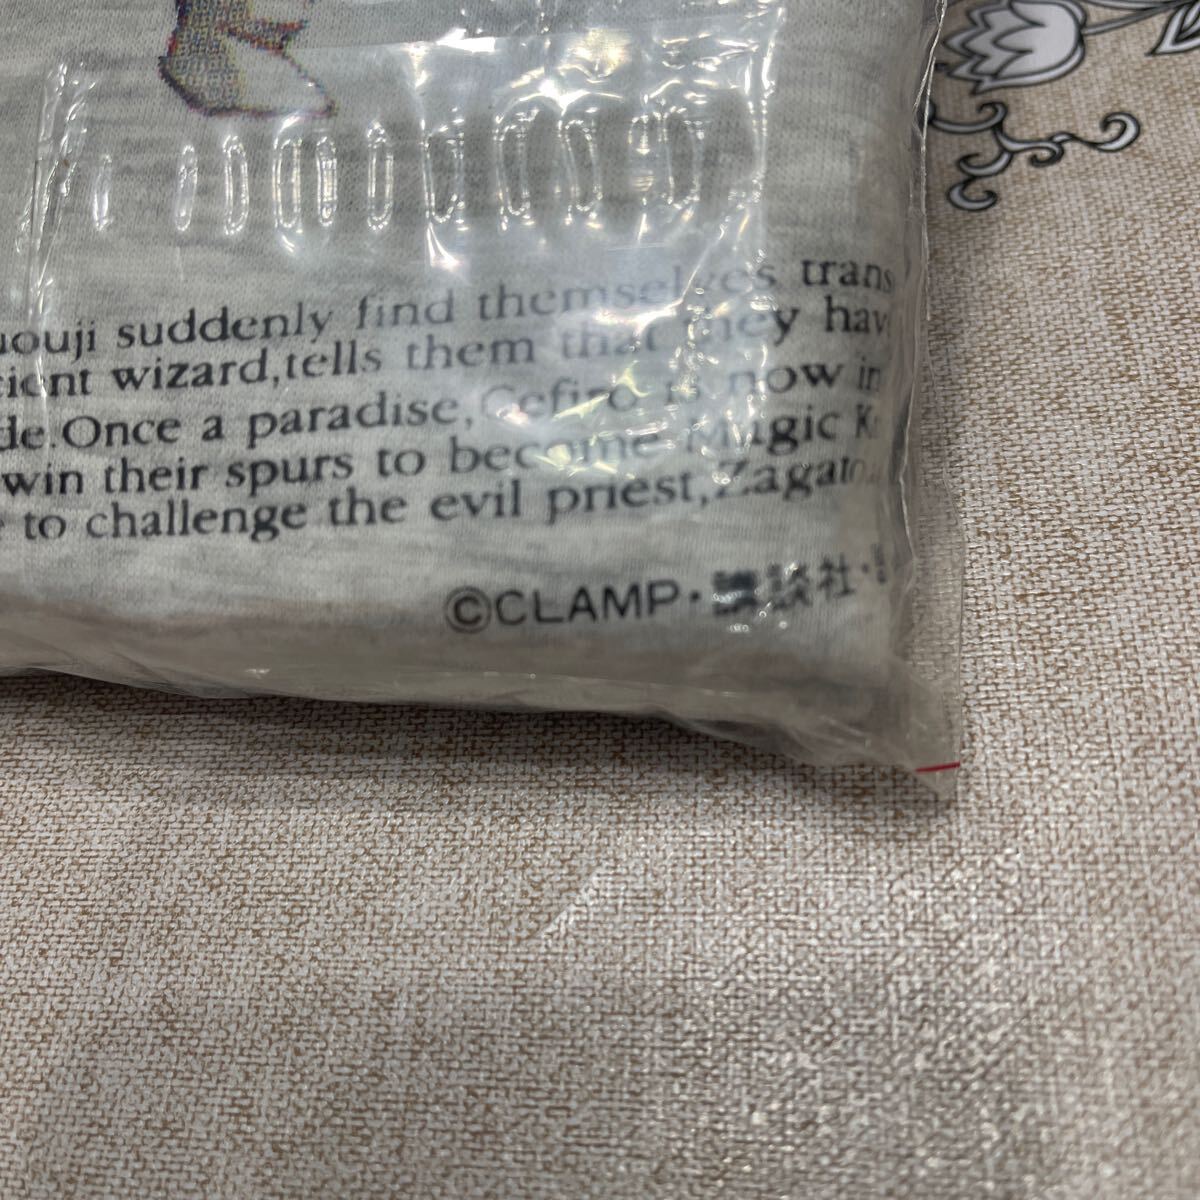 uouji suddenly find themselves trans
cient wizard,tells them that they hav
de.Once a paradise,Cefiro is now in
win their spurs to become Magic K
to challenge the evil priest,Zagato
©CLAMP・講談社・